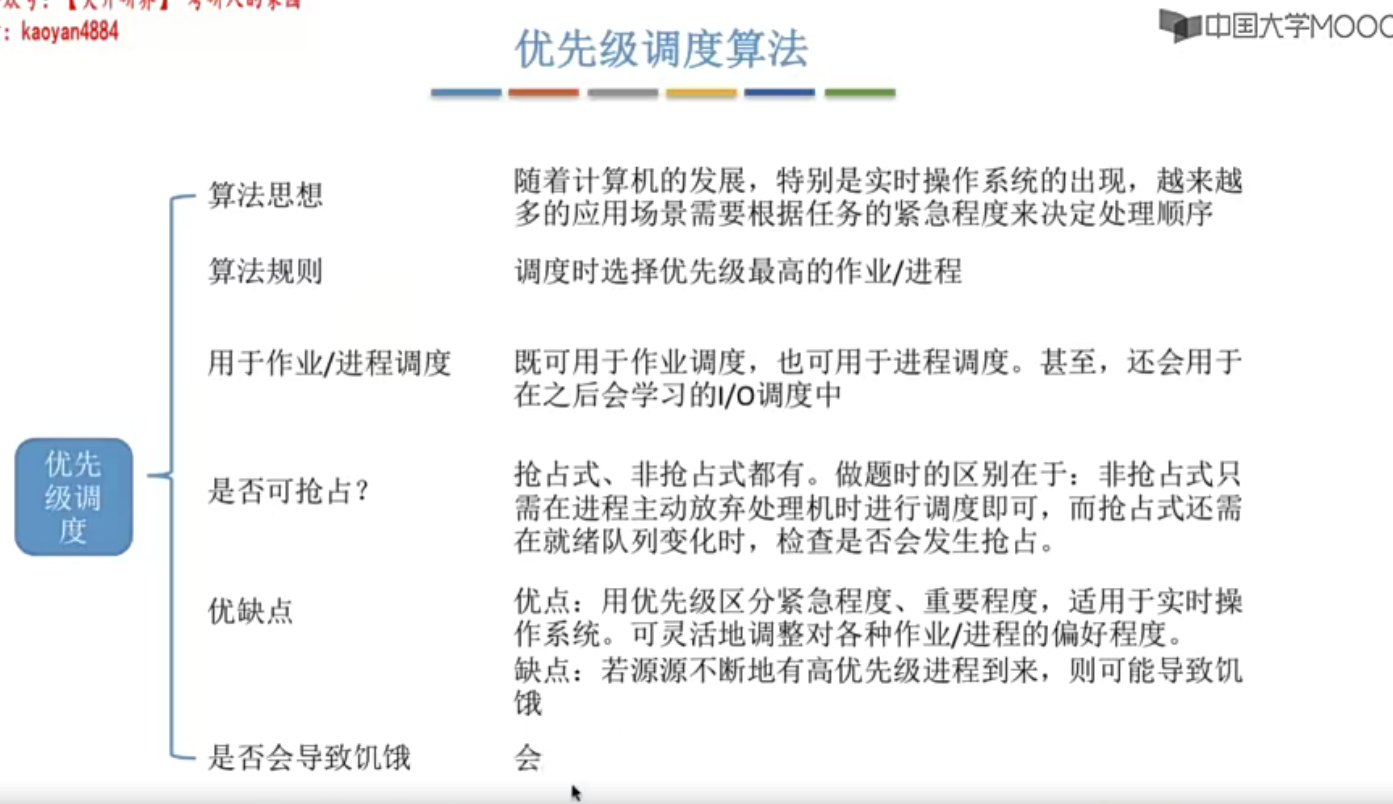 : kaoyan4884
中国大学MOOC
优先级调度算法
算法思想
随着计算机的发展，特别是实时操作系统的出现，越来越
多的应用场景需要根据任务的紧急程度来决定处理顺序
算法规则
调度时选择优先级最高的作业/进程
用于作业/进程调度
既可用于作业调度，也可用于进程调度。甚至，还会用于
在之后会学习的I/O调度中
优先
级调
度
是否可抢占？
抢占式、非抢占式都有。做题时的区别在于：非抢占式只
需在进程主动放弃处理机时进行调度即可，而抢占式还需
在就绪队列变化时，检查是否会发生抢占。
优缺点
优点：用优先级区分紧急程度、重要程度，适用于实时操
作系统。可灵活地调整对各种作业/进程的偏好程度。
缺点：若源源不断地有高优先级进程到来，则可能导致饥
饿
是否会导致饥饿
会